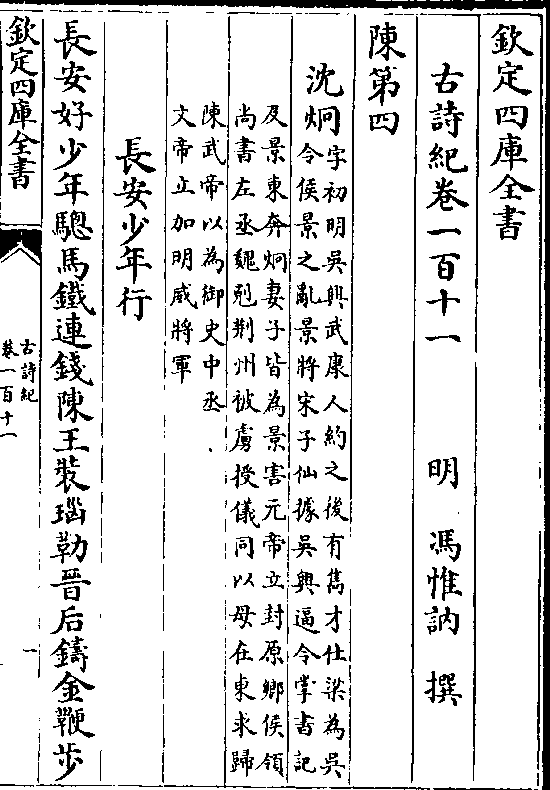 欽定四庫全書
古詩紀卷一百十一　明　馮惟訥　撰
陳第四
沈炯字初明吳興武康人約之後有雋才仕梁為吳
令侯景之亂景將宋子仙據吳興逼令掌書記
及景東奔炯妻子皆為景害元帝立封原鄉侯領
尚書左丞魏剋荆州被虜授儀同以母在東求歸
陳武帝以為御史中丞
文帝立加明威將軍
長安少年行
長安好少年驄馬鐵連錢陳王裝瑙勒晉后鑄金鞭步
欽定四庫全書
古詩紀
卷一百十一
一